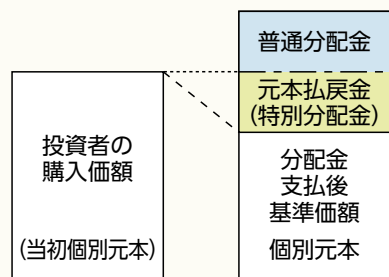 普通分配金
元本払戻金
(特別分配金)
投資者の
購入価額
(当初個別元本)
分配金
支払後
基準価額
個別元本